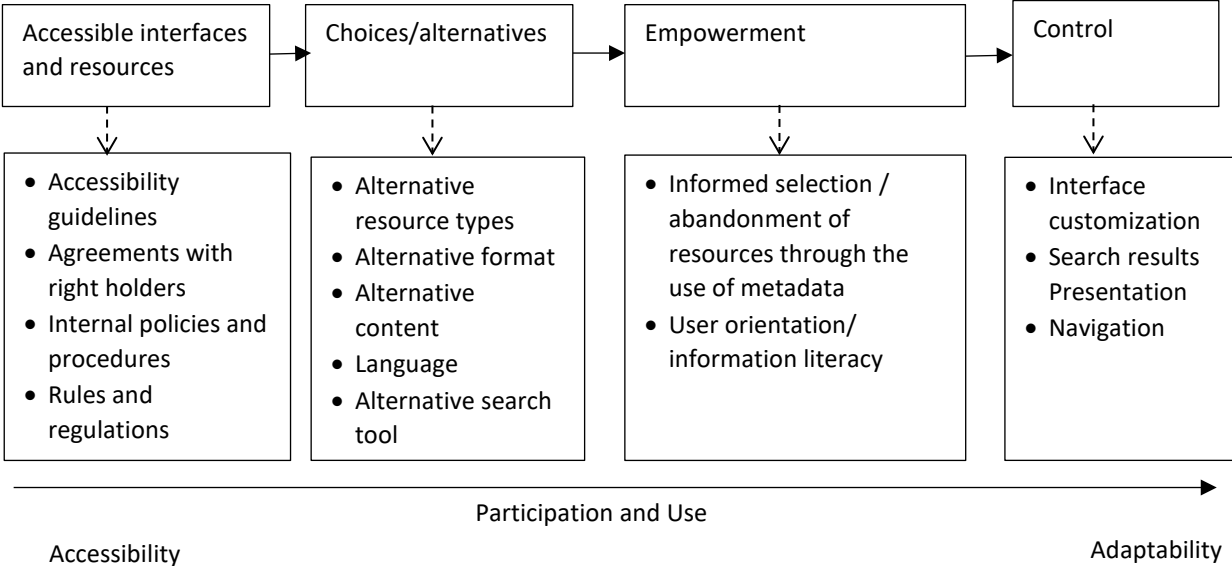 Accessible interfaces
and resources
Choices/alternatives
Empowerment
Control
• Accessibility
guidelines
• Agreements with
right holders
• Internal policies and
procedures
• Rules and
regulations
• Alternative
resource types
• Alternative format
• Alternative
content
• Language
• Alternative search
tool
• Informed selection /
abandonment of
resources through the
use of metadata
• User orientation/
information literacy
• Interface
customization
• Search results
Presentation
• Navigation
Participation and Use
Accessibility
Adaptability